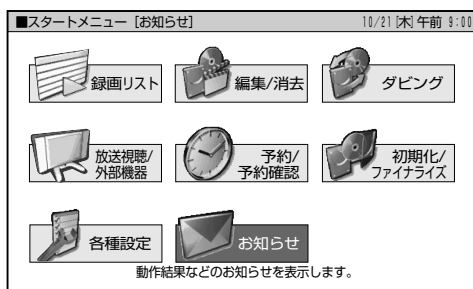 ■スタートメニュー [お知らせ] 10/21[木]午前 9:00
録画リスト 編集/消去 ダビング
放送視聴/
外部機器
予約/
予約確認
初期化/
ファイナライズ
各種設定 お知らせ
動作結果などのお知らせを表示します。